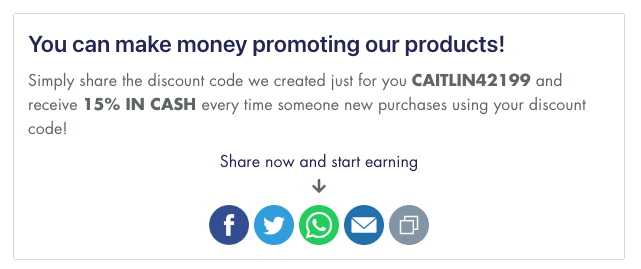 You can make money promoting our products!
Simply share the discount code we created just for you CAITLIN42199 and
receive 15% IN CASH every time someone new purchases using your discount
code!
Share now and start earning